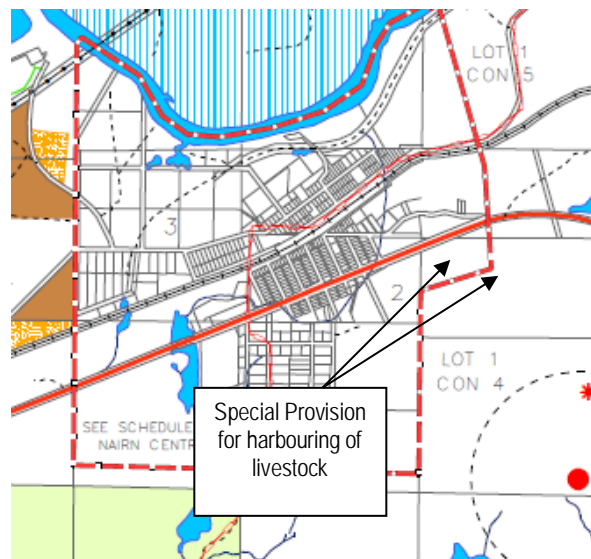 LOT 1
CON 5
3
2
LOT 1
CON 4
SEE SCHEDULE
NAIRN CENTR
Special Provision
for harbouring of
livestock